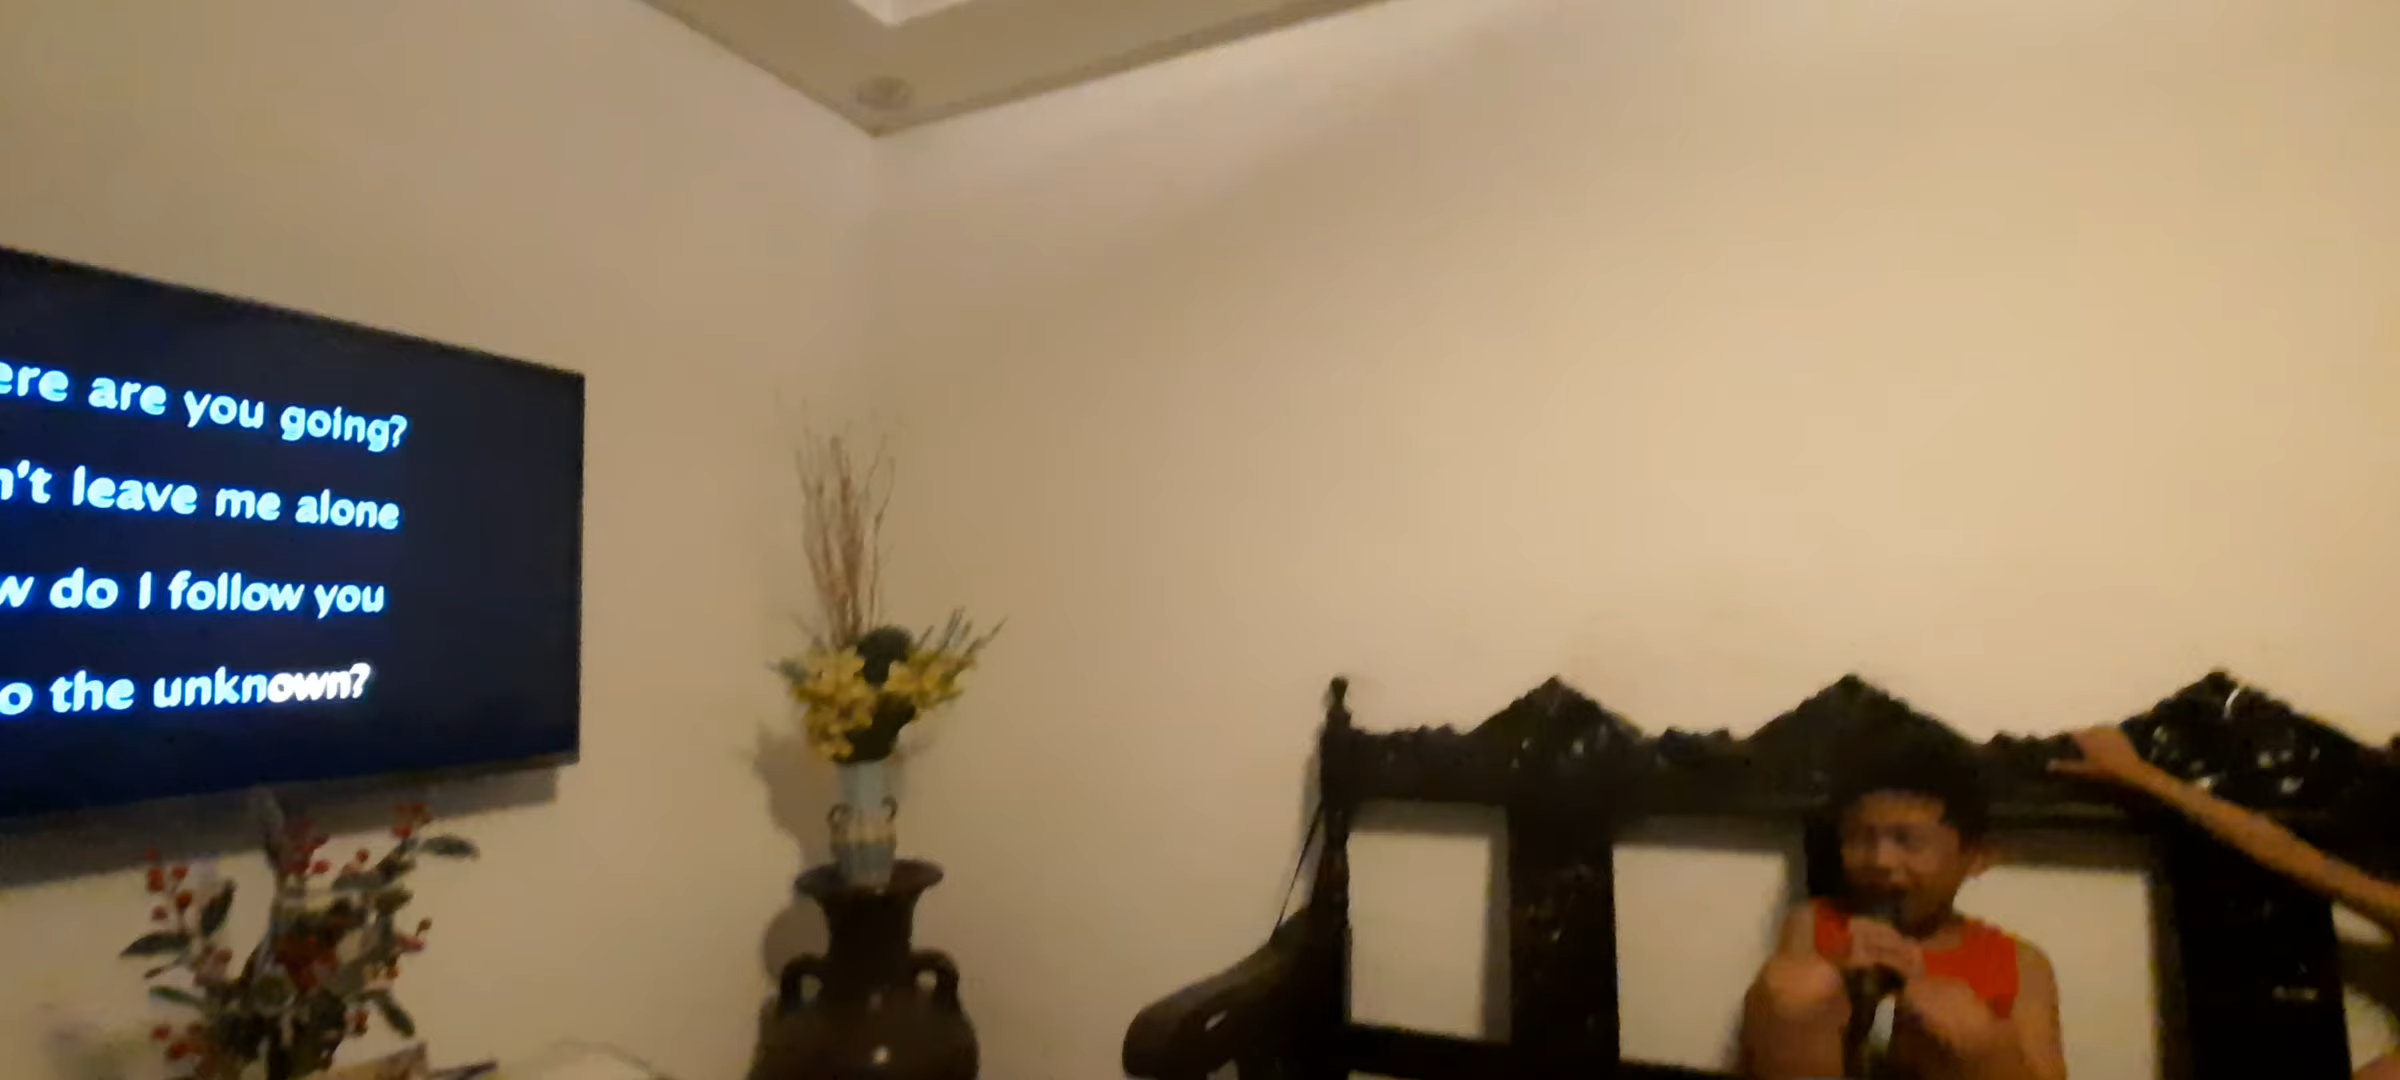 ere are you going?
n't leave me alone
w do I follow you
o the unknown?